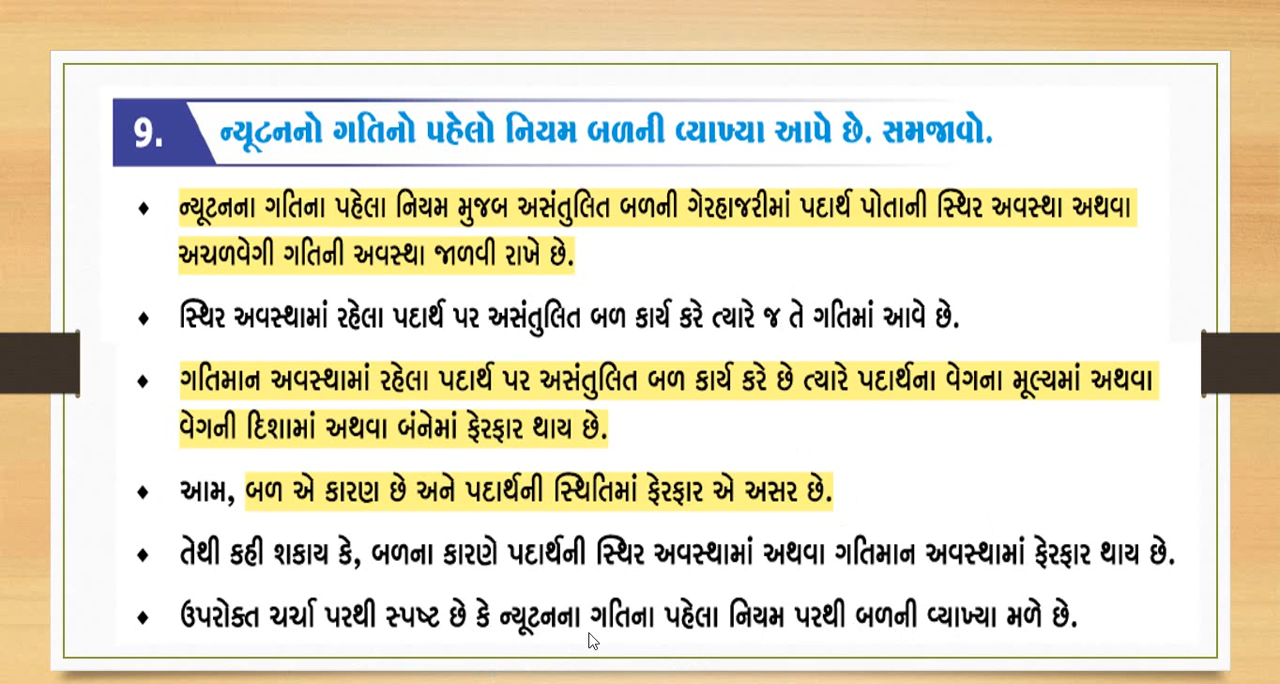 9. ન્યૂટનનો ગતિનો પહેલો નિયમ બળની વ્યાખ્યા આપે છે. સમજાવો.
♦ ન્યૂટનના ગતિના પહેલા નિયમ મુજબ અસંતુલિત બળની ગેરહાજરીમાં પદાર્થ પોતાની સ્થિર અવસ્થા અથવા
અચળવેગી ગતિની અવસ્થા જાળવી રાખે છે.
♦ સ્થિર અવસ્થામાં રહેલા પદાર્થ પર અસંતુલિત બળ કાર્ય કરે ત્યારે જ તે ગતિમાં આવે છે.
♦ ગતિમાન અવસ્થામાં રહેલા પદાર્થ પર અસંતુલિત બળ કાર્ય કરે છે ત્યારે પદાર્થના વેગના મૂલ્યમાં અથવા
વેગની દિશામાં અથવા બંનેમાં ફેરફાર થાય છે.
♦ આમ, બળ એ કારણ છે અને પદાર્થની સ્થિતિમાં ફેરફાર એ અસર છે.
♦ તેથી કહી શકાય કે, બળના કારણે પદાર્થની સ્થિર અવસ્થામાં અથવા ગતિમાન અવસ્થામાં ફેરફાર થાય છે.
♦ ઉપરોક્ત ચર્ચા પરથી સ્પષ્ટ છે કે ન્યૂટનના ગતિના પહેલા નિયમ પરથી બળની વ્યાખ્યા મળે છે.